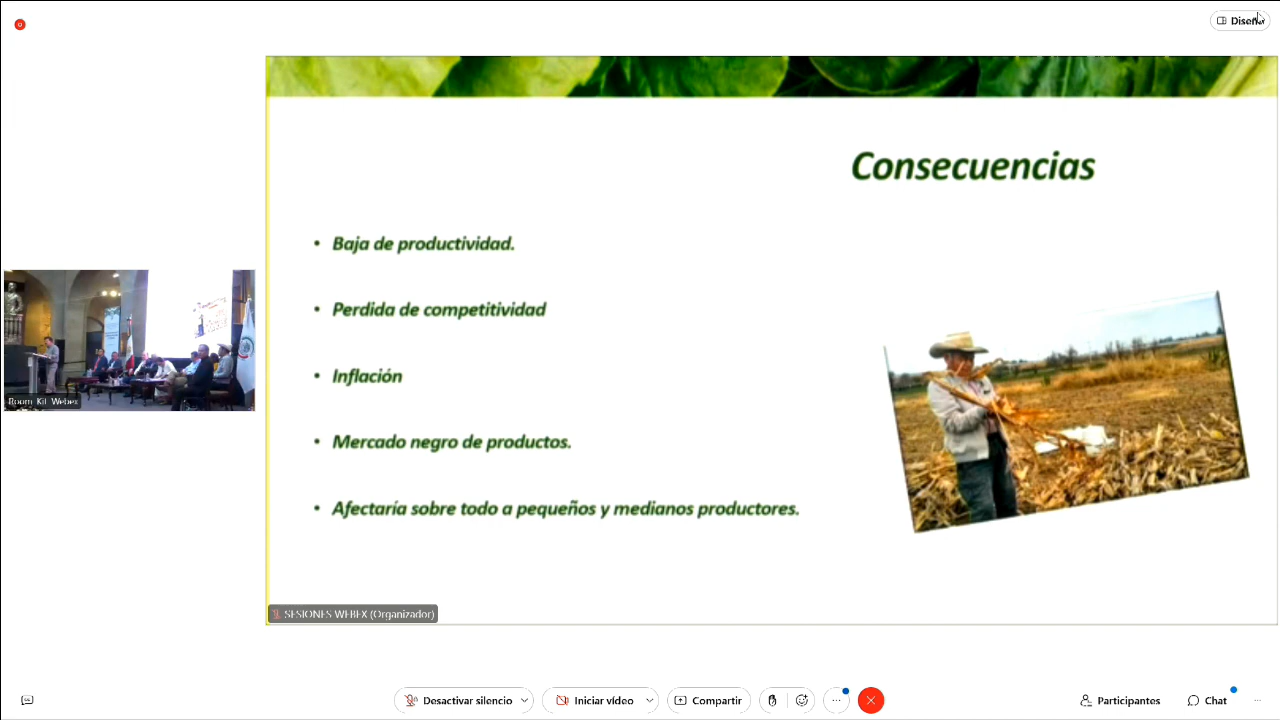 Diseño
Consecuencias
• Baja de productividad.
• Perdida de competitividad
• Inflación
• Mercado negro de productos.
• Afectaría sobre todo a pequeños y medianos productores.
Room Kit Webex
SESIONES WEBEX (Organizador)
Desactivar silencio
Iniciar vídeo
Compartir
Participantes
Chat